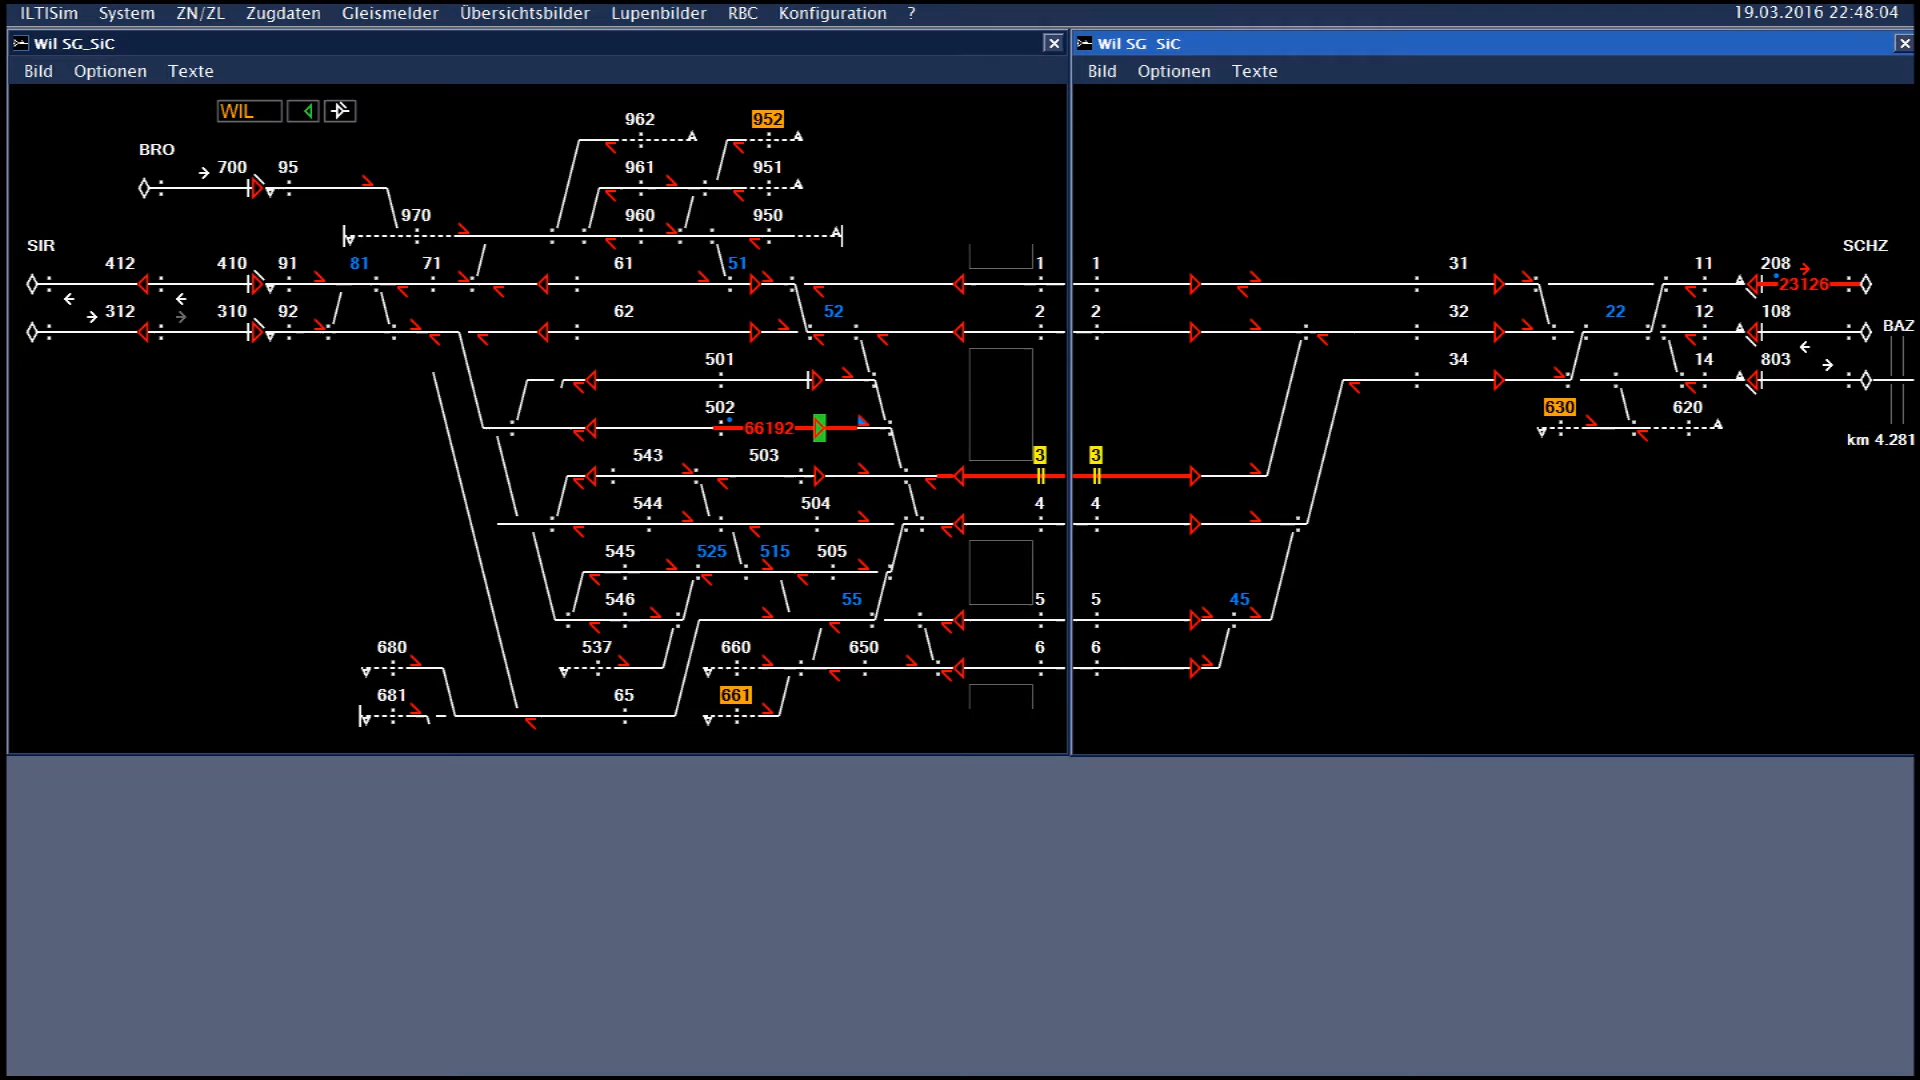 ILTISim System ZN/ZL Zugdaten Gleismelder Übersichtsbilder Lupenbilder RBC Konfiguration ? 19.03.2016 22:48:04
Wil SG_SiC
Bild Optionen Texte
WIL
962 952
BRO
700 95 961 951
970 960 950
SIR
412 410 91 81 71 61 51 1
312 310 92 62 52 2
501
502
66192
543 503 3
544 504 4
545 525 515 505
546 55 5
680 537 660 650 6
681 65 661
Wil SG SiC
Bild Optionen Texte
SCHZ
1 31 11 208
23126
2 32 22 12 108
BAZ
34 14 803
630 620
km 4.281
3
4
5 45
6